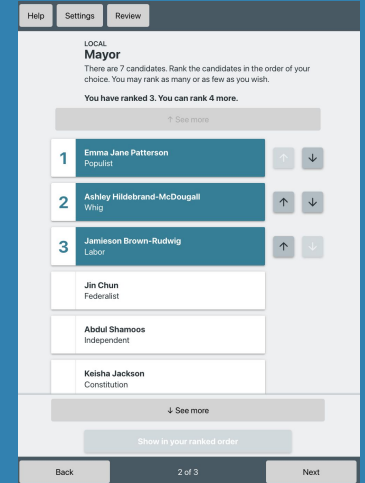 Help Settings Review
LOCAL
Mayor
There are 7 candidates. Rank the candidates in the order of your
choice. You may rank as many or as few as you wish.
You have ranked 3. You can rank 4 more.
↑ See more
1 Emma Jane Patterson
Populist
2 Ashley Hildebrand-McDougall
Whig
3 Jamieson Brown-Rudwig
Labor
Jin Chun
Federalist
Abdul Shamoos
Independent
Keisha Jackson
Constitution
↓ See more
Show in your ranked order
Back 2 of 3 Next